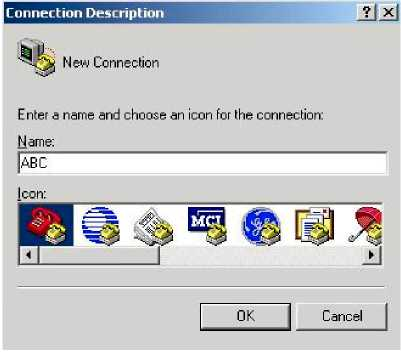 Connection Description
New Connection
Enter a name and choose an icon for the connection:
Name:
ABC
Icon:
MCI
OK Cancel